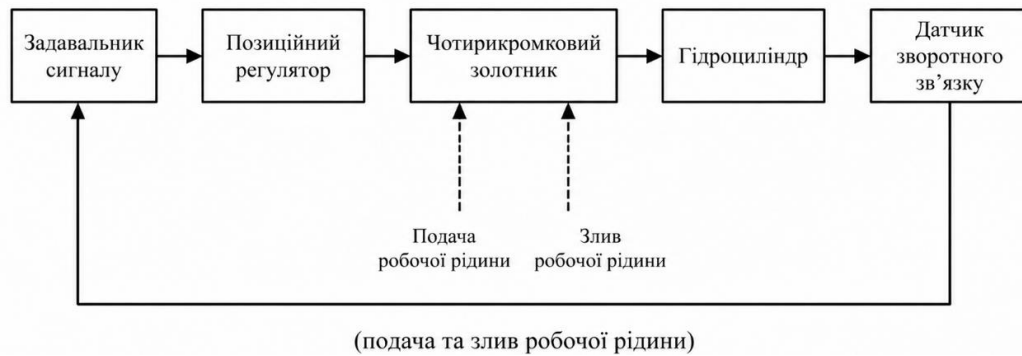 Задавальник
сигналу
Позиційний
регулятор
Чотирикромковий
золотник
Гідроциліндр
Датчик
зворотного
зв’язку
Подача
робочої рідини
Злив
робочої рідини
(подача та злив робочої рідини)